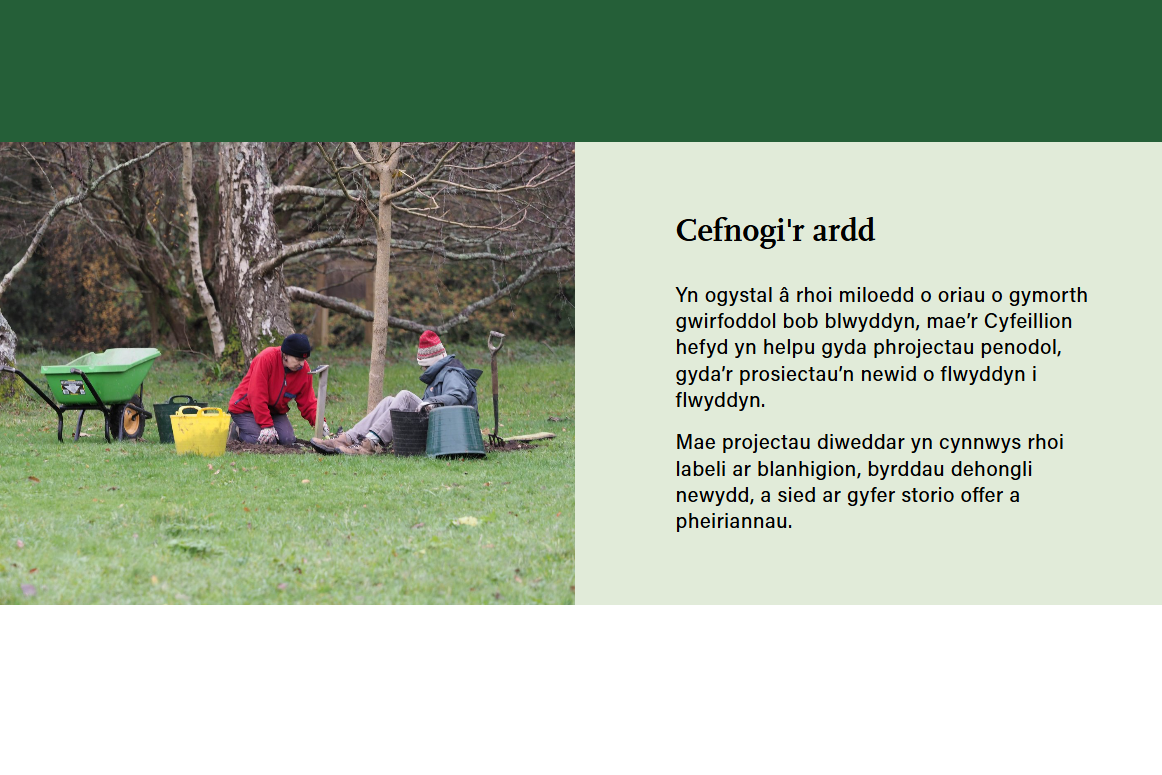 Cefnogi'r ardd
Yn ogystal â rhoi miloedd o oriau o gymorth
gwirfoddol bob blwyddyn, mae’r Cyfeillion
hefyd yn helpu gyda phrojectau penodol,
gyda’r prosiectau’n newid o flwyddyn i
flwyddyn.
Mae projectau diweddar yn cynnwys rhoi
labeli ar blanhigion, byrddau dehongli
newydd, a sied ar gyfer storio offer a
pheiriannau.